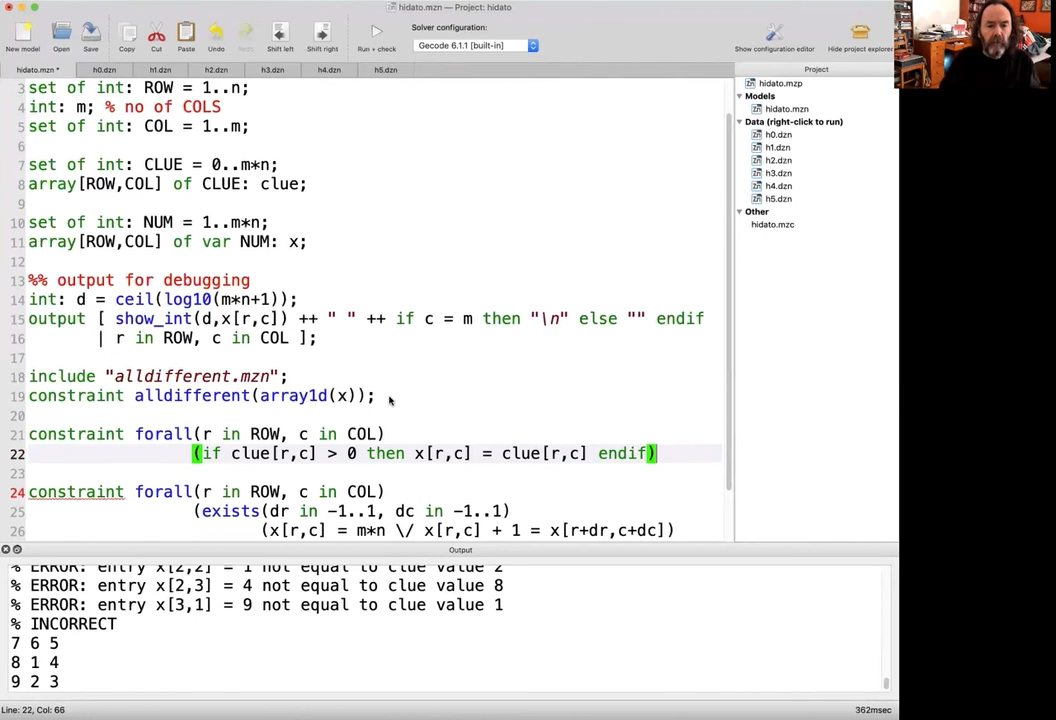 hidato.mzn — Project: hidato
New model
Open
Save
Copy
Cut
Paste
Undo
Redo
Shift left
Shift right
Run + check
Solver configuration:
Gecode 6.1.1 [built-in]
Show configuration editor
Hide project explorer
hidato.mzn *
h0.dzn
h1.dzn
h2.dzn
h3.dzn
h4.dzn
h5.dzn
3 set of int: ROW = 1..n;
4 int: m; % no of COLS
5 set of int: COL = 1..m;
6
7 set of int: CLUE = 0..m*n;
8 array[ROW,COL] of CLUE: clue;
9
10 set of int: NUM = 1..m*n;
11 array[ROW,COL] of var NUM: x;
12
13 %% output for debugging
14 int: d = ceil(log10(m*n+1));
15 output [ show_int(d,x[r,c]) ++ " " ++ if c = m then "\n" else "" endif
16 | r in ROW, c in COL ];
17
18 include "alldifferent.mzn";
19 constraint alldifferent(array1d(x));
20
21 constraint forall(r in ROW, c in COL)
22 (if clue[r,c] > 0 then x[r,c] = clue[r,c] endif)
23
24 constraint forall(r in ROW, c in COL)
25 (exists(dr in -1..1, dc in -1..1)
26 (x[r,c] = m*n \/ x[r,c] + 1 = x[r+dr,c+dc])
Project
hidato.mzp
Models
hidato.mzn
Data (right-click to run)
h0.dzn
h1.dzn
h2.dzn
h3.dzn
h4.dzn
h5.dzn
Other
hidato.mzc
Output
% ERROR: entry x[2,2] = 1 not equal to clue value 2
% ERROR: entry x[2,3] = 4 not equal to clue value 8
% ERROR: entry x[3,1] = 9 not equal to clue value 1
% INCORRECT
7 6 5
8 1 4
9 2 3
Line: 22, Col: 66
362msec